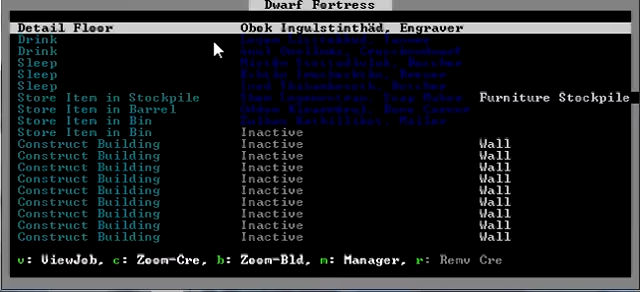 Dwarf Fortress
Detail Floor Obok Ingulstinthäd, Engraver
Drink
Drink
Sleep
Sleep
Sleep
Store Item in Stockpile Furniture Stockpile
Store Item in Barrel
Store Item in Bin
Store Item in Bin Inactive
Construct Building Inactive Wall
Construct Building Inactive Wall
Construct Building Inactive Wall
Construct Building Inactive Wall
Construct Building Inactive Wall
Construct Building Inactive Wall
Construct Building Inactive Wall
Construct Building Inactive Wall
Construct Building Inactive Wall
v: ViewJob, c: Zoom-Cre, b: Zoom-Bld, m: Manager, r: Remv Cre